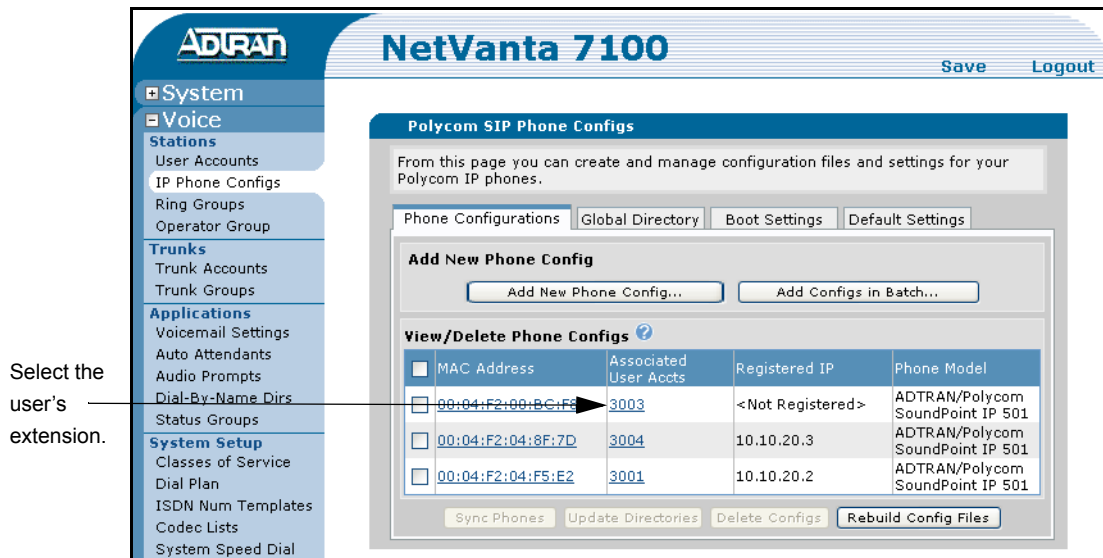 ADTRAN
NetVanta 7100
Save Logout
System
Voice
Stations
User Accounts
IP Phone Configs
Ring Groups
Operator Group
Trunks
Trunk Accounts
Trunk Groups
Applications
Voicemail Settings
Auto Attendants
Audio Prompts
Dial-By-Name Dirs
Status Groups
System Setup
Classes of Service
Dial Plan
ISDN Num Templates
Codec Lists
System Speed Dial
Select the
user's
extension.
Polycom SIP Phone Configs
From this page you can create and manage configuration files and settings for your
Polycom IP phones.
Phone Configurations Global Directory Boot Settings Default Settings
Add New Phone Config
Add New Phone Config... Add Configs in Batch...
View/Delete Phone Configs ?
MAC Address Associated User Accts Registered IP Phone Model
00:04:F2:00:BC:F8 3003 <Not Registered> ADTRAN/Polycom
SoundPoint IP 501
00:04:F2:04:8F:7D 3004 10.10.20.3 ADTRAN/Polycom
SoundPoint IP 501
00:04:F2:04:F5:E2 3001 10.10.20.2 ADTRAN/Polycom
SoundPoint IP 501
Sync Phones Update Directories Delete Configs Rebuild Config Files